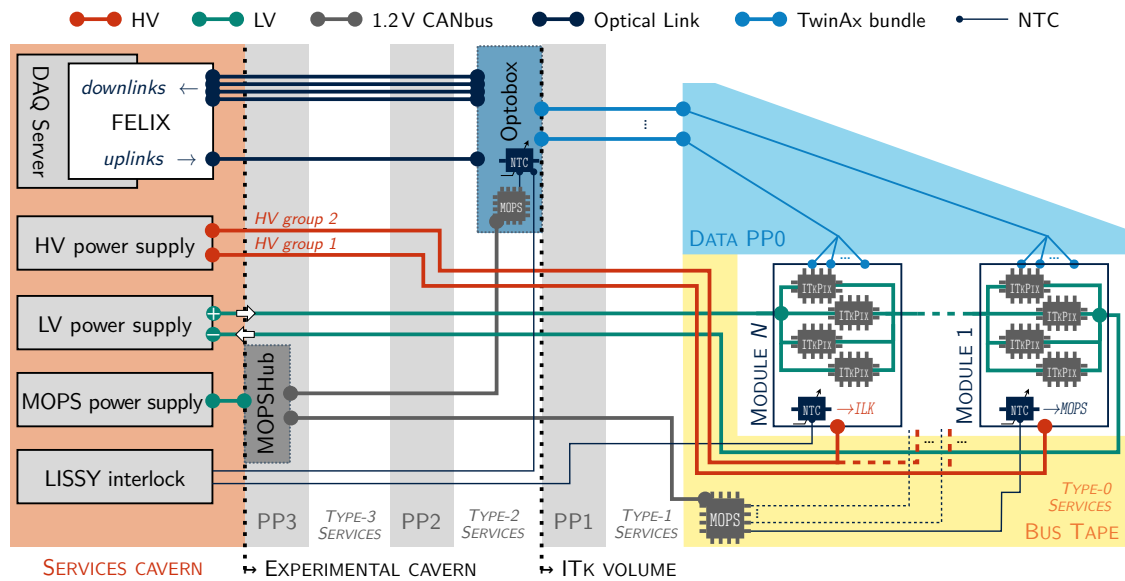 HV LV 1.2 V CANbus Optical Link TwinAx bundle NTC
DAQ Server
downlinks ←
FELIX
uplinks →
Optobox
NTC
MOPS
...
HV power supply
HV group 2
HV group 1
DATA PP0
LV power supply
+
−
MOPS power supply
MOPSHub
LISSY interlock
MODULE N
...
ITkPix
ITkPix
ITkPix
ITkPix
NTC →ILK
MODULE 1
...
ITkPix
ITkPix
ITkPix
ITkPix
NTC →MOPS
... ...
MOPS
...
PP3
TYPE-3
SERVICES
PP2
TYPE-2
SERVICES
PP1
TYPE-1
SERVICES
TYPE-0
SERVICES
BUS TAPE
SERVICES CAVERN
↦ EXPERIMENTAL CAVERN
↦ ITK VOLUME